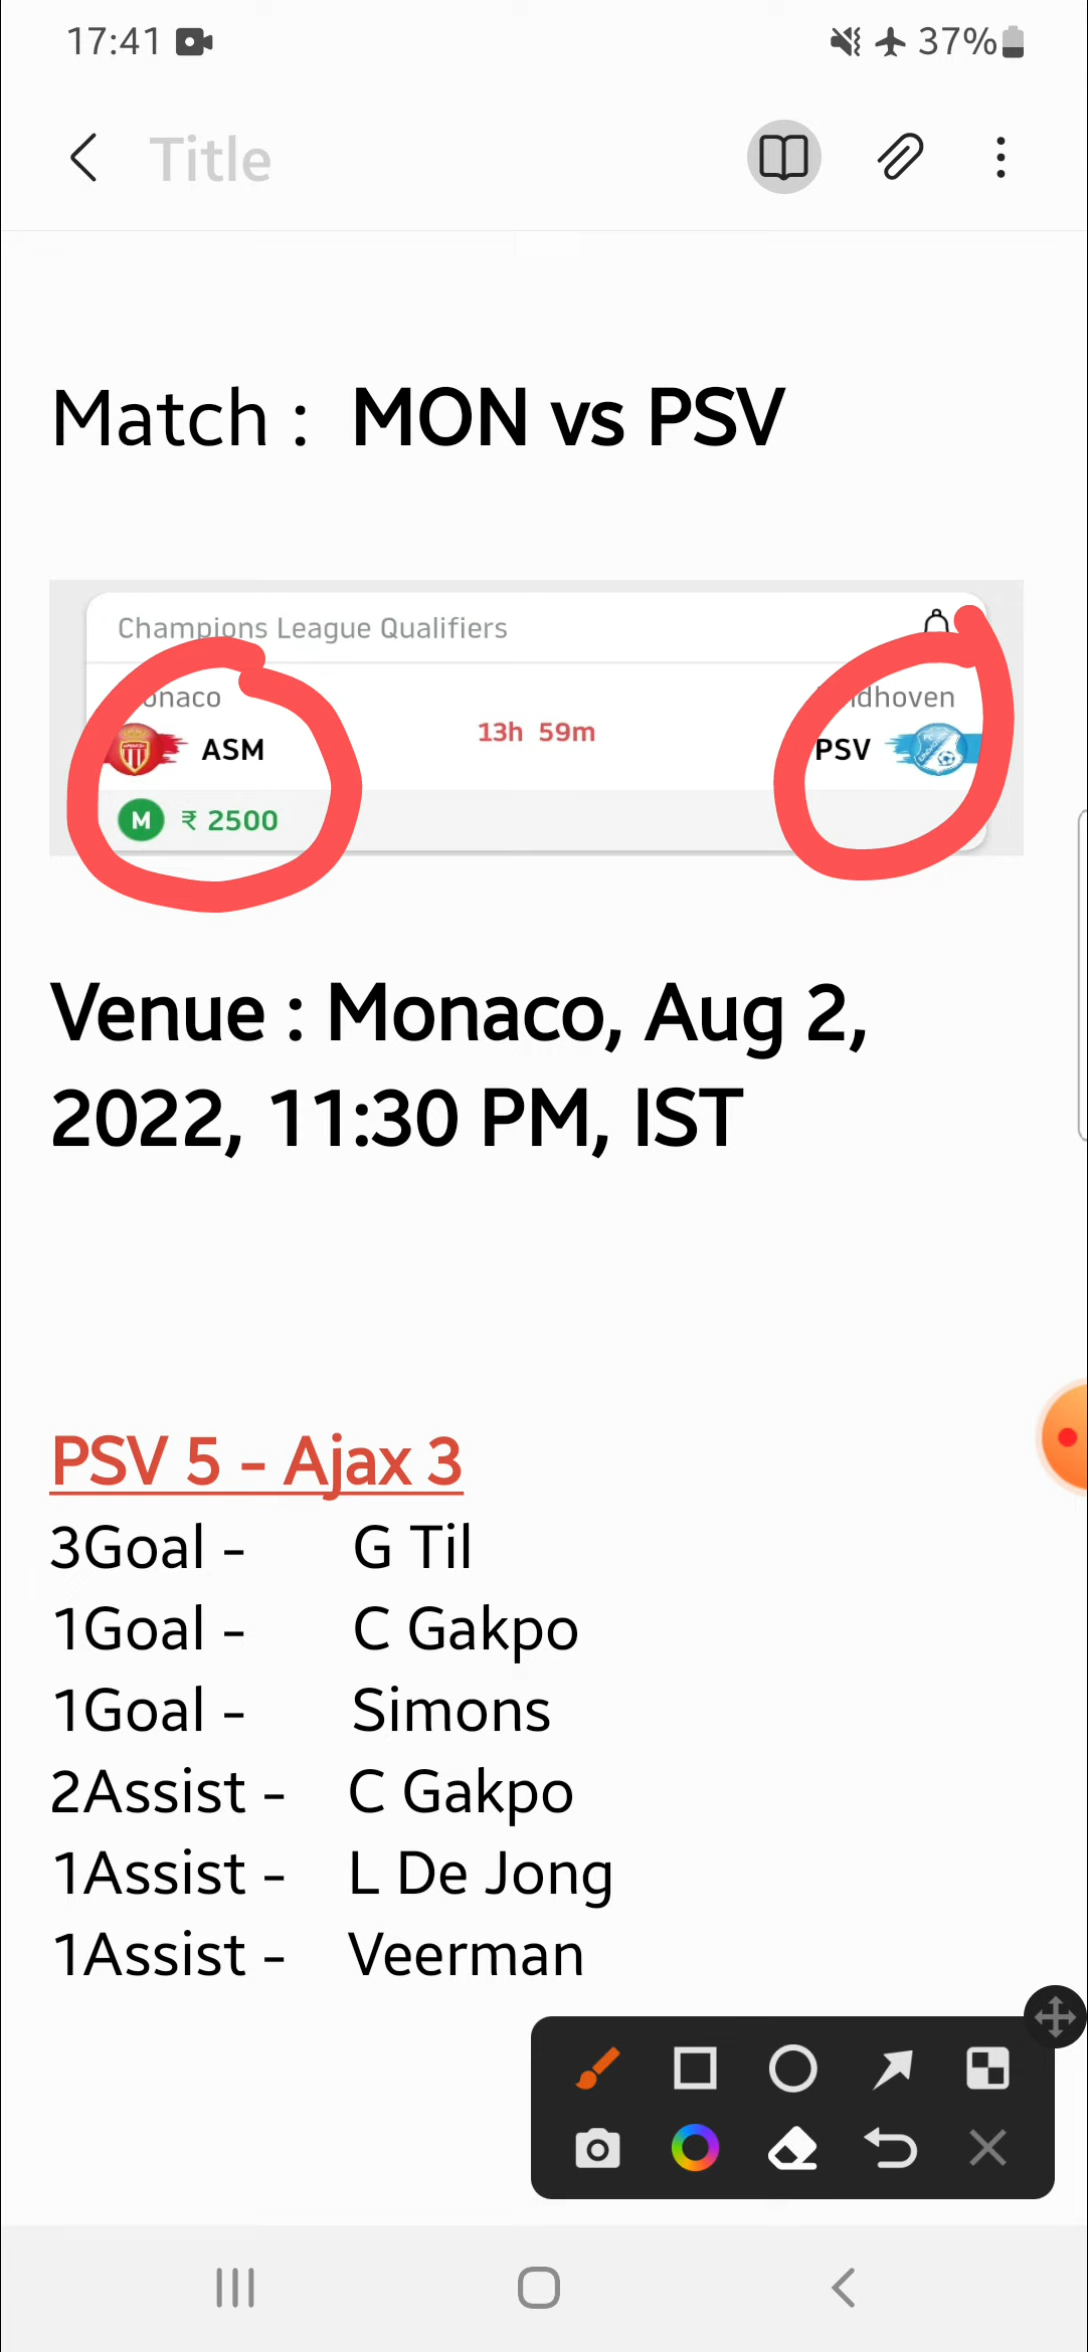 17:41
37%
Title
Match : MON vs PSV
Champions League Qualifiers
onaco
dhoven
ASM
13h 59m
PSV
M ₹ 2500
Venue : Monaco, Aug 2,
2022, 11:30 PM, IST
PSV 5 - Ajax 3
3Goal - G Til
1Goal - C Gakpo
1Goal - Simons
2Assist - C Gakpo
1Assist - L De Jong
1Assist - Veerman